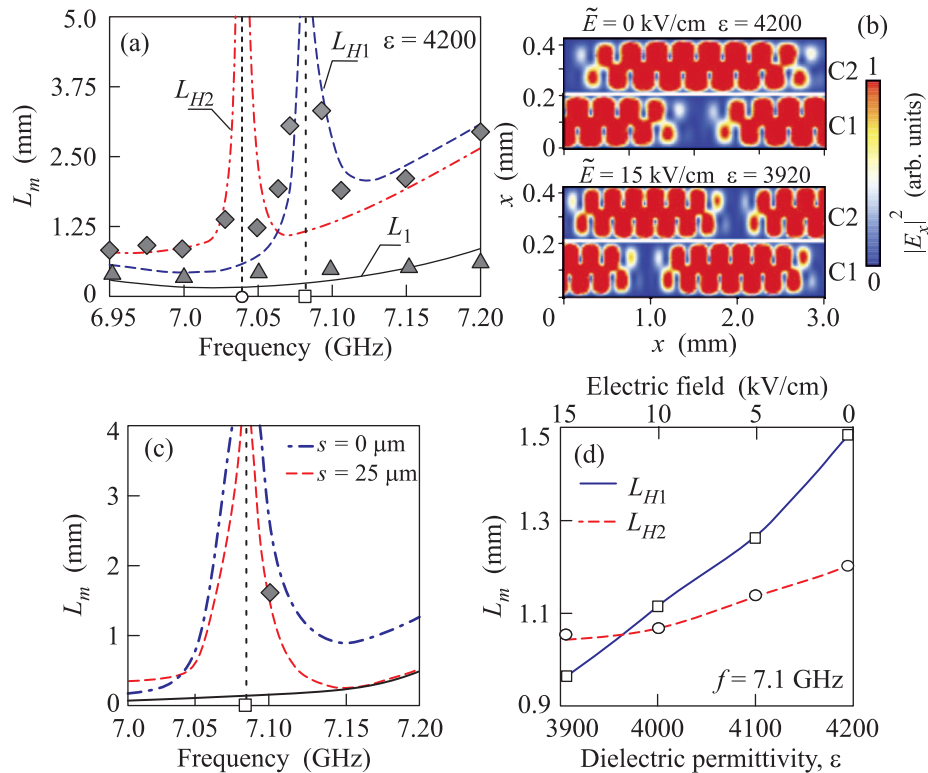 (a)
5.0
3.75
2.50
1.25
0
L_m (mm)
L_H1
ε = 4200
L_H2
L_1
6.95
7.0
7.05
7.10
7.15
7.20
Frequency (GHz)
(b)
Ẽ = 0 kV/cm ε = 4200
0.4
0.2
0
C2
0.2
C1
Ẽ = 15 kV/cm ε = 3920
x (mm)
0.4
C2
0.2
C1
0
0
1.0
2.0
3.0
x (mm)
1
0
|E_x|² (arb. units)
(c)
4
3
2
1
0
L_m (mm)
s = 0 μm
s = 25 μm
7.0
7.05
7.10
7.15
7.20
Frequency (GHz)
Electric field (kV/cm)
15
10
5
0
(d)
1.5
1.3
1.1
0.9
L_m (mm)
L_H1
L_H2
f = 7.1 GHz
3900
4000
4100
4200
Dielectric permittivity, ε